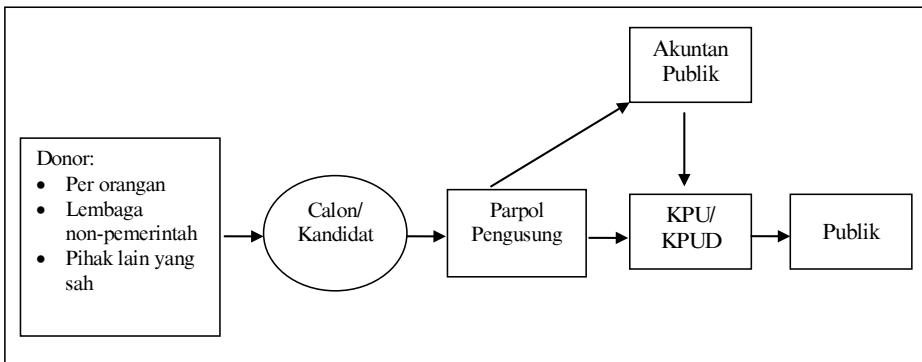 Akuntan
Publik
Donor:
• Per orangan
• Lembaga
non-pemerintah
• Pihak lain yang
sah
Calon/
Kandidat
Parpol
Pengusung
KPU/
KPUD
Publik